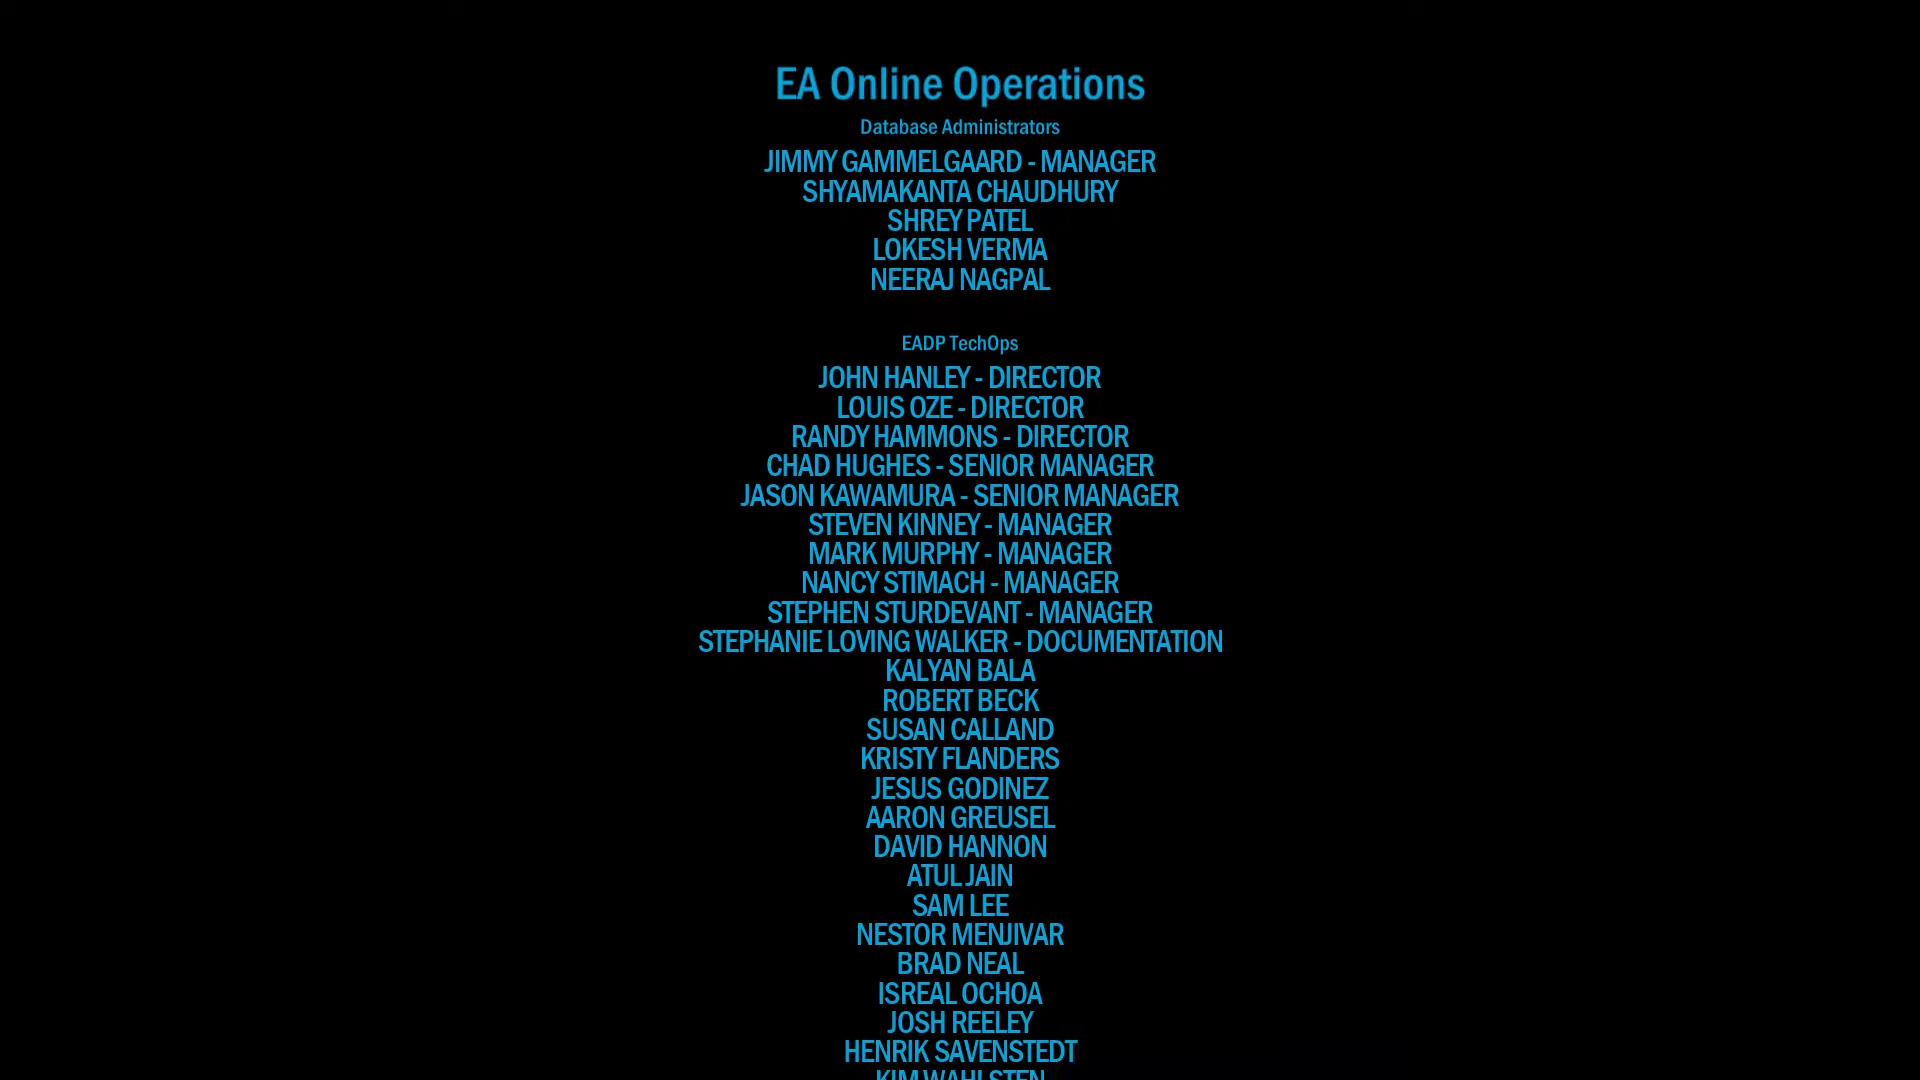 EA Online Operations
Database Administrators
JIMMY GAMMELGAARD - MANAGER
SHYAMAKANTA CHAUDHURY
SHREY PATEL
LOKESH VERMA
NEERAJ NAGPAL
EADP TechOps
JOHN HANLEY - DIRECTOR
LOUIS OZE - DIRECTOR
RANDY HAMMONS - DIRECTOR
CHAD HUGHES - SENIOR MANAGER
JASON KAWAMURA - SENIOR MANAGER
STEVEN KINNEY - MANAGER
MARK MURPHY - MANAGER
NANCY STIMACH - MANAGER
STEPHEN STURDEVANT - MANAGER
STEPHANIE LOVING WALKER - DOCUMENTATION
KALYAN BALA
ROBERT BECK
SUSAN CALLAND
KRISTY FLANDERS
JESUS GODINEZ
AARON GREUSEL
DAVID HANNON
ATUL JAIN
SAM LEE
NESTOR MENJIVAR
BRAD NEAL
ISREAL OCHOA
JOSH REELEY
HENRIK SAVENSTEDT
KIM WAHLSTEN